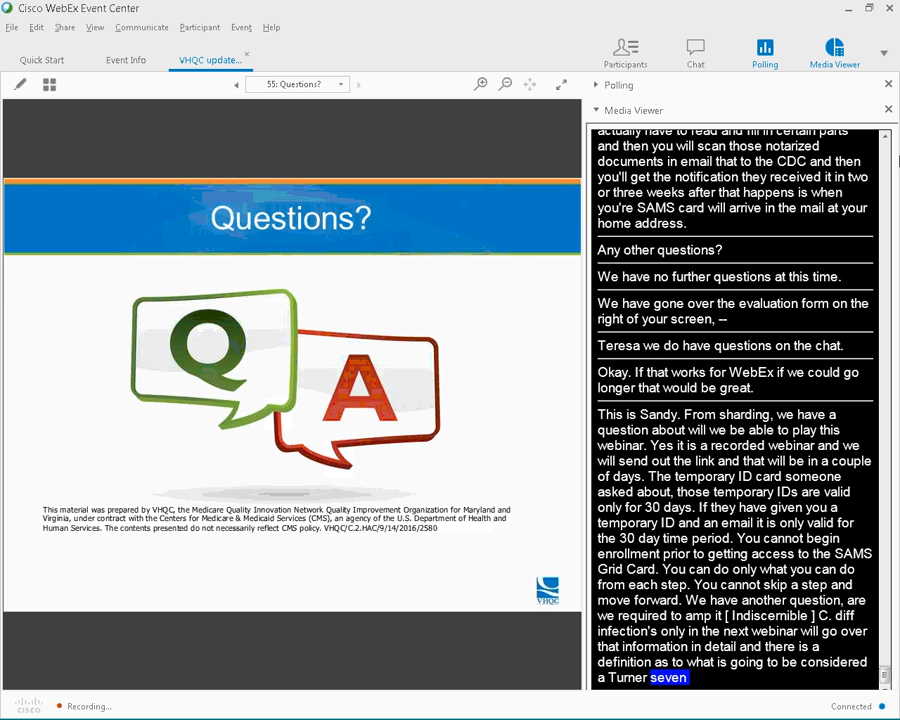 Cisco WebEx Event Center
File Edit Share View Communicate Participant Event Help
Quick Start Event Info VHQC update...
Participants Chat Polling Media Viewer
55: Questions?
Polling
Media Viewer
Questions?
Q
A
This material was prepared by VHQC, the Medicare Quality Innovation Network Quality Improvement Organization for Maryland and
Virginia, under contract with the Centers for Medicare & Medicaid Services (CMS), an agency of the U.S. Department of Health and
Human Services. The contents presented do not necessarily reflect CMS policy. VHQC/C.2.HAC/9/14/2016/2580
VHQC
actually have to read and fill in certain parts
and then you will scan those notarized
documents in email that to the CDC and then
you'll get the notification they received it in two
or three weeks after that happens is when
you're SAMS card will arrive in the mail at your
home address.
Any other questions?
We have no further questions at this time.
We have gone over the evaluation form on the
right of your screen, --
Teresa we do have questions on the chat.
Okay. If that works for WebEx if we could go
longer that would be great.
This is Sandy. From sharding, we have a
question about will we be able to play this
webinar. Yes it is a recorded webinar and we
will send out the link and that will be in a couple
of days. The temporary ID card someone
asked about, those temporary IDs are valid
only for 30 days. If they have given you a
temporary ID and an email it is only valid for
the 30 day time period. You cannot begin
enrollment prior to getting access to the SAMS
Grid Card. You can do only what you can do
from each step. You cannot skip a step and
move forward. We have another question, are
we required to amp it [ Indiscernible ] C. diff
infection's only in the next webinar will go over
that information in detail and there is a
definition as to what is going to be considered
a Turner seven
cisco
Recording...
Connected